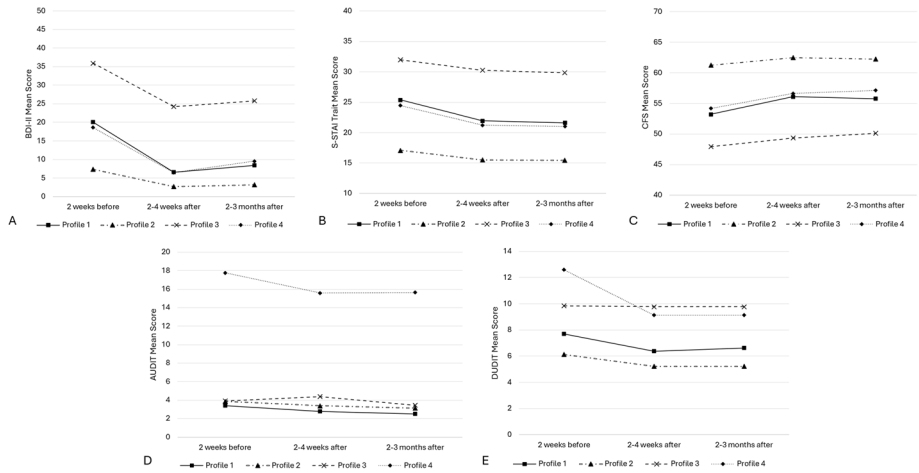 50
45
40
35
30
25
20
15
10
5
0
BDI-II Mean Score
2 weeks before
2-4 weeks after
2-3 months after
A
Profile 1
Profile 2
Profile 3
Profile 4
45
40
35
30
25
20
15
10
S-STAI Trait Mean Score
2 weeks before
2-4 weeks after
2-3 months after
B
Profile 1
Profile 2
Profile 3
Profile 4
70
65
60
55
50
45
40
CFS Mean Score
2 weeks before
2-4 weeks after
2-3 months after
C
Profile 1
Profile 2
Profile 3
Profile 4
20
18
16
14
12
10
8
6
4
2
0
AUDIT Mean Score
2 weeks before
2-4 weeks after
2-3 months after
D
Profile 1
Profile 2
Profile 3
Profile 4
14
12
10
8
6
4
2
0
DUDIT Mean Score
2 weeks before
2-4 weeks after
2-3 months after
E
Profile 1
Profile 2
Profile 3
Profile 4